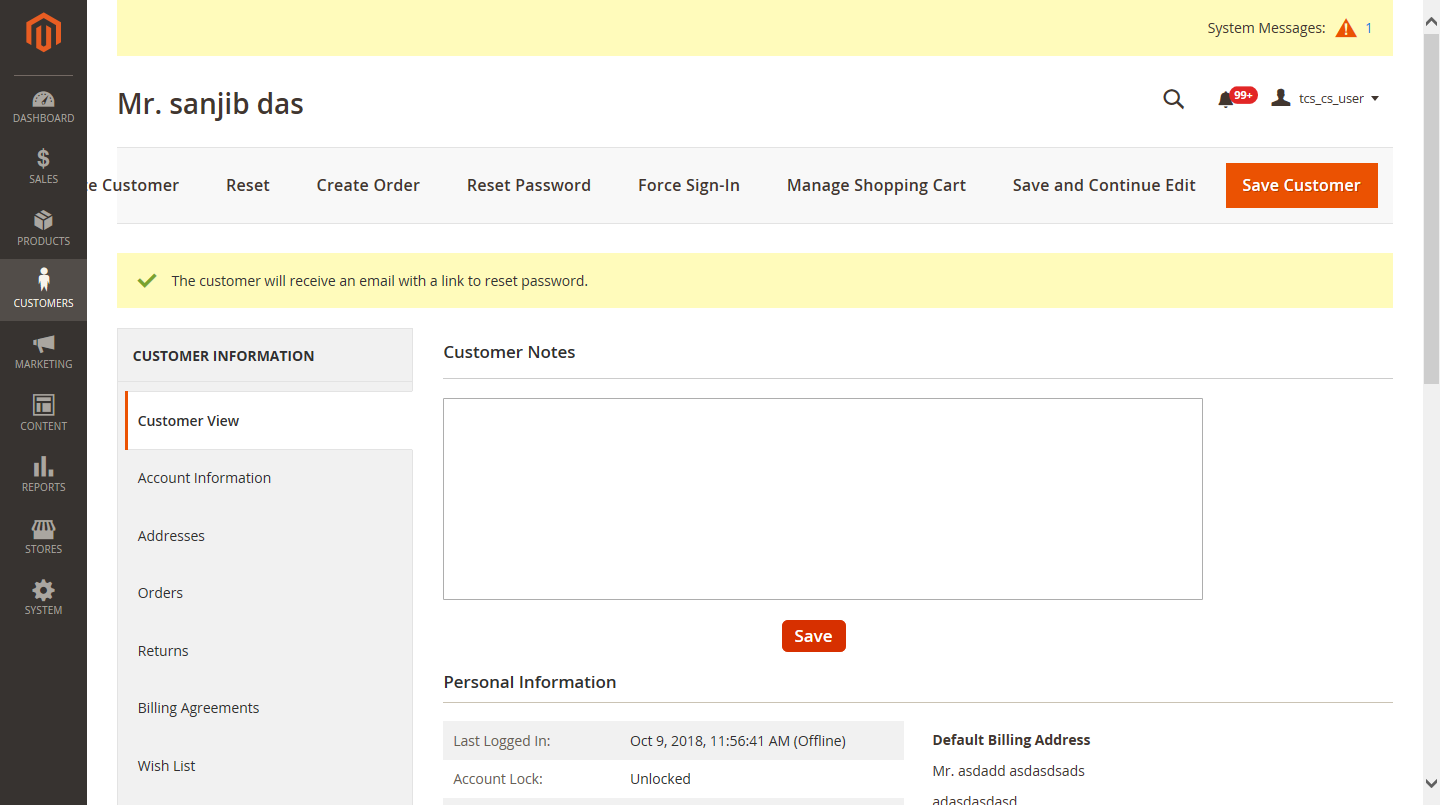 System Messages: 1
Mr. sanjib das
99+
tcs_cs_user
DASHBOARD
SALES
PRODUCTS
CUSTOMERS
MARKETING
CONTENT
REPORTS
STORES
SYSTEM
Customer
Reset
Create Order
Reset Password
Force Sign-In
Manage Shopping Cart
Save and Continue Edit
Save Customer
The customer will receive an email with a link to reset password.
CUSTOMER INFORMATION
Customer View
Account Information
Addresses
Orders
Returns
Billing Agreements
Wish List
Customer Notes
Save
Personal Information
Last Logged In: Oct 9, 2018, 11:56:41 AM (Offline)
Account Lock: Unlocked
Default Billing Address
Mr. asdadd asdasdsads
adasdasdasd